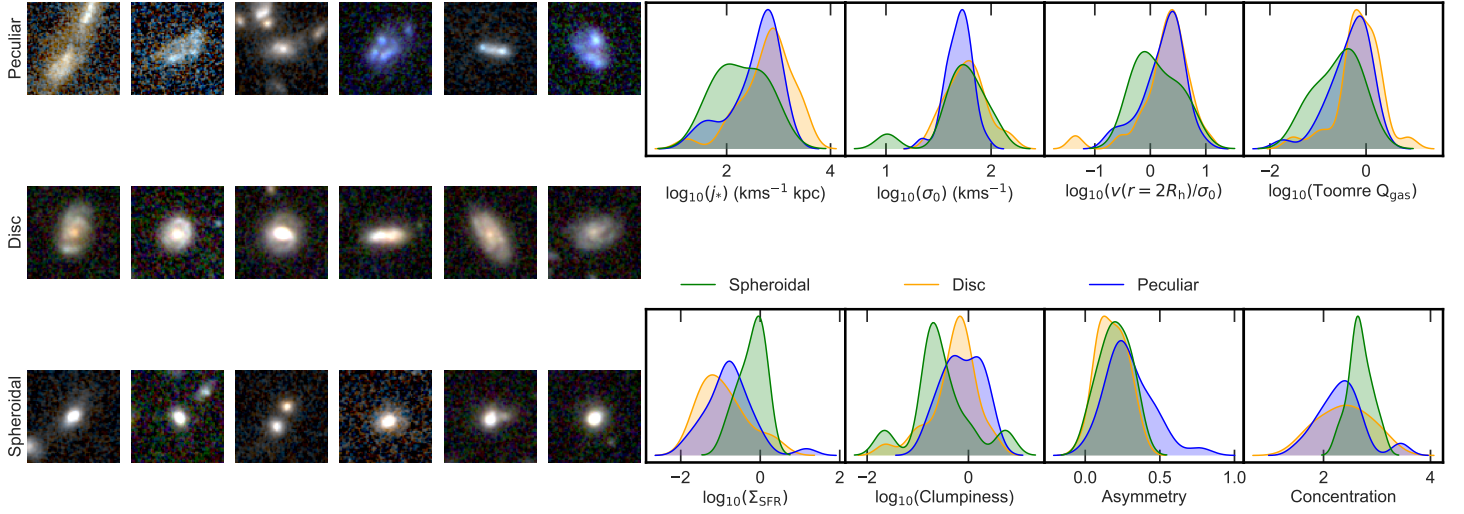 Peculiar
Disc
Spheroidal
2 4
log₁₀(j*) (kms⁻¹ kpc)
1 2
log₁₀(σ₀) (kms⁻¹)
−1 0 1
log₁₀(v(r = 2Rₕ)/σ₀)
−2 0
log₁₀(Toomre Q_gas)
Spheroidal Disc Peculiar
−2 0 2
log₁₀(Σ_SFR)
−2 0
log₁₀(Clumpiness)
0.0 0.5 1.0
Asymmetry
2 4
Concentration